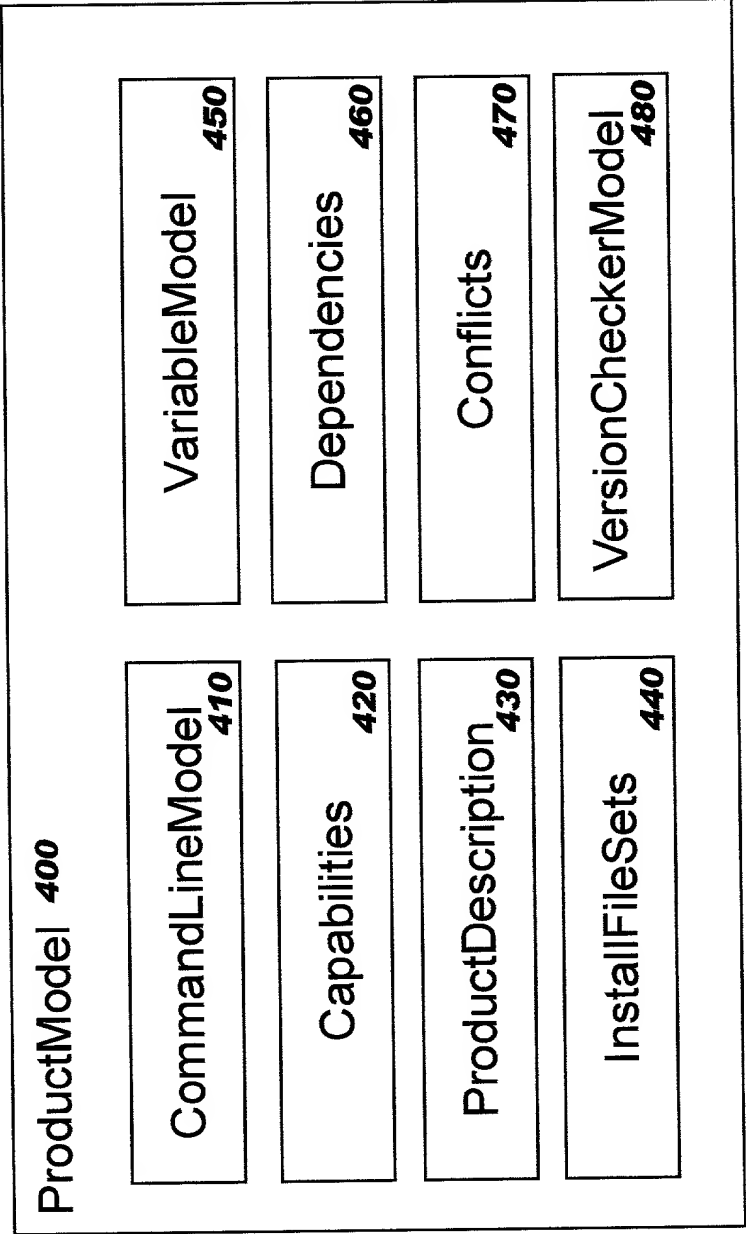 ProductModel 400
CommandLineModel
410
Capabilities
420
ProductDescription
430
InstallFileSets
440
VariableModel
450
Dependencies
460
Conflicts
470
VersionCheckerModel
480